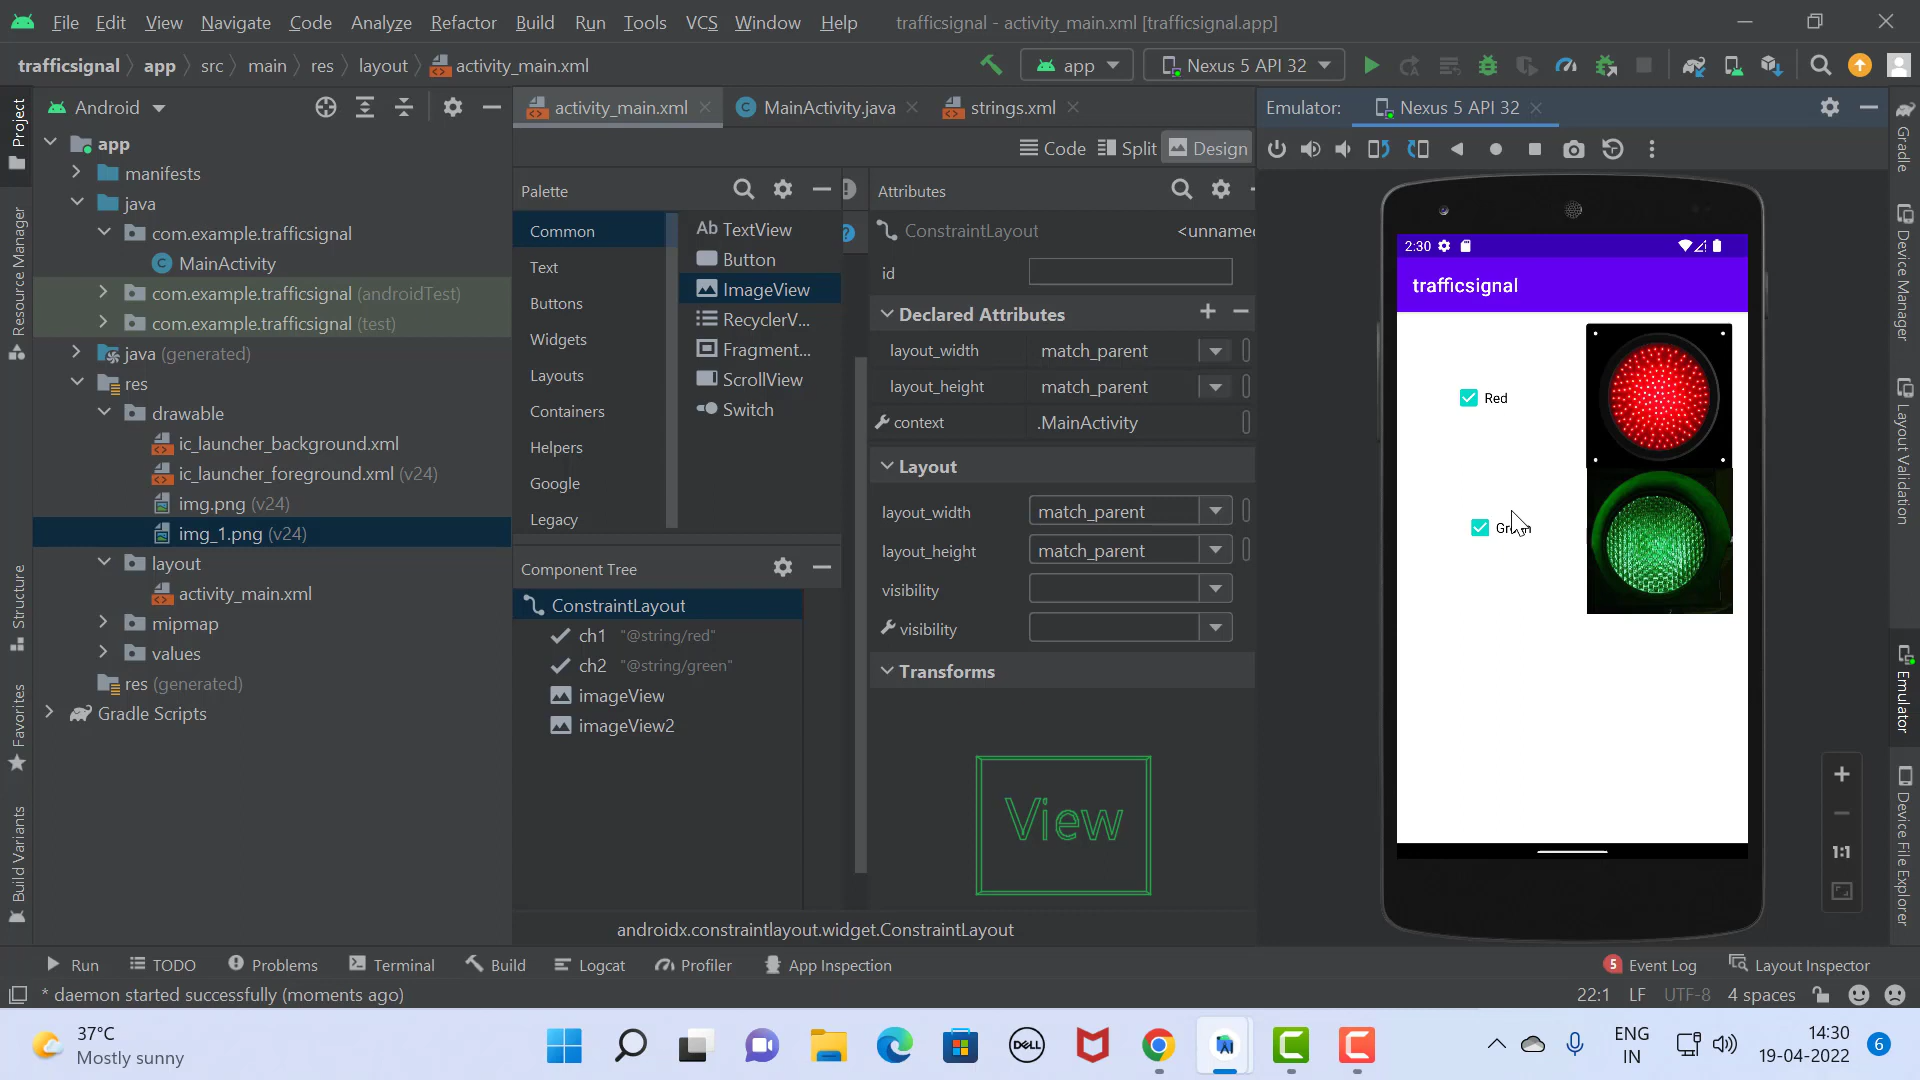 File Edit View Navigate Code Analyze Refactor Build Run Tools VCS Window Help trafficsignal - activity_main.xml [trafficsignal.app]
trafficsignal app src main res layout activity_main.xml app Nexus 5 API 32
Project
Resource Manager
Structure
Favorites
Build Variants
Android
app
manifests
java
com.example.trafficsignal
MainActivity
com.example.trafficsignal (androidTest)
com.example.trafficsignal (test)
java (generated)
res
drawable
ic_launcher_background.xml
ic_launcher_foreground.xml (v24)
img.png (v24)
img_1.png (v24)
layout
activity_main.xml
mipmap
values
res (generated)
Gradle Scripts
activity_main.xml MainActivity.java strings.xml
Code Split Design
Palette
Common
Text
Buttons
Widgets
Layouts
Containers
Helpers
Google
Legacy
Ab TextView
Button
ImageView
RecyclerV...
Fragment...
ScrollView
Switch
Component Tree
ConstraintLayout
ch1 "@string/red"
ch2 "@string/green"
imageView
imageView2
Attributes
ConstraintLayout <unname
id
Declared Attributes
layout_width match_parent
layout_height match_parent
context .MainActivity
Layout
layout_width match_parent
layout_height match_parent
visibility
visibility
Transforms
View
androidx.constraintlayout.widget.ConstraintLayout
Emulator: Nexus 5 API 32
2:30
trafficsignal
Red
1:1
Gradle
Device Manager
Layout Validation
Emulator
Device File Explorer
Run TODO Problems Terminal Build Logcat Profiler App Inspection 5 Event Log Layout Inspector
* daemon started successfully (moments ago) 22:1 LF UTF-8 4 spaces
37°C
Mostly sunny
DELL
ENG
IN
14:30
19-04-2022
6